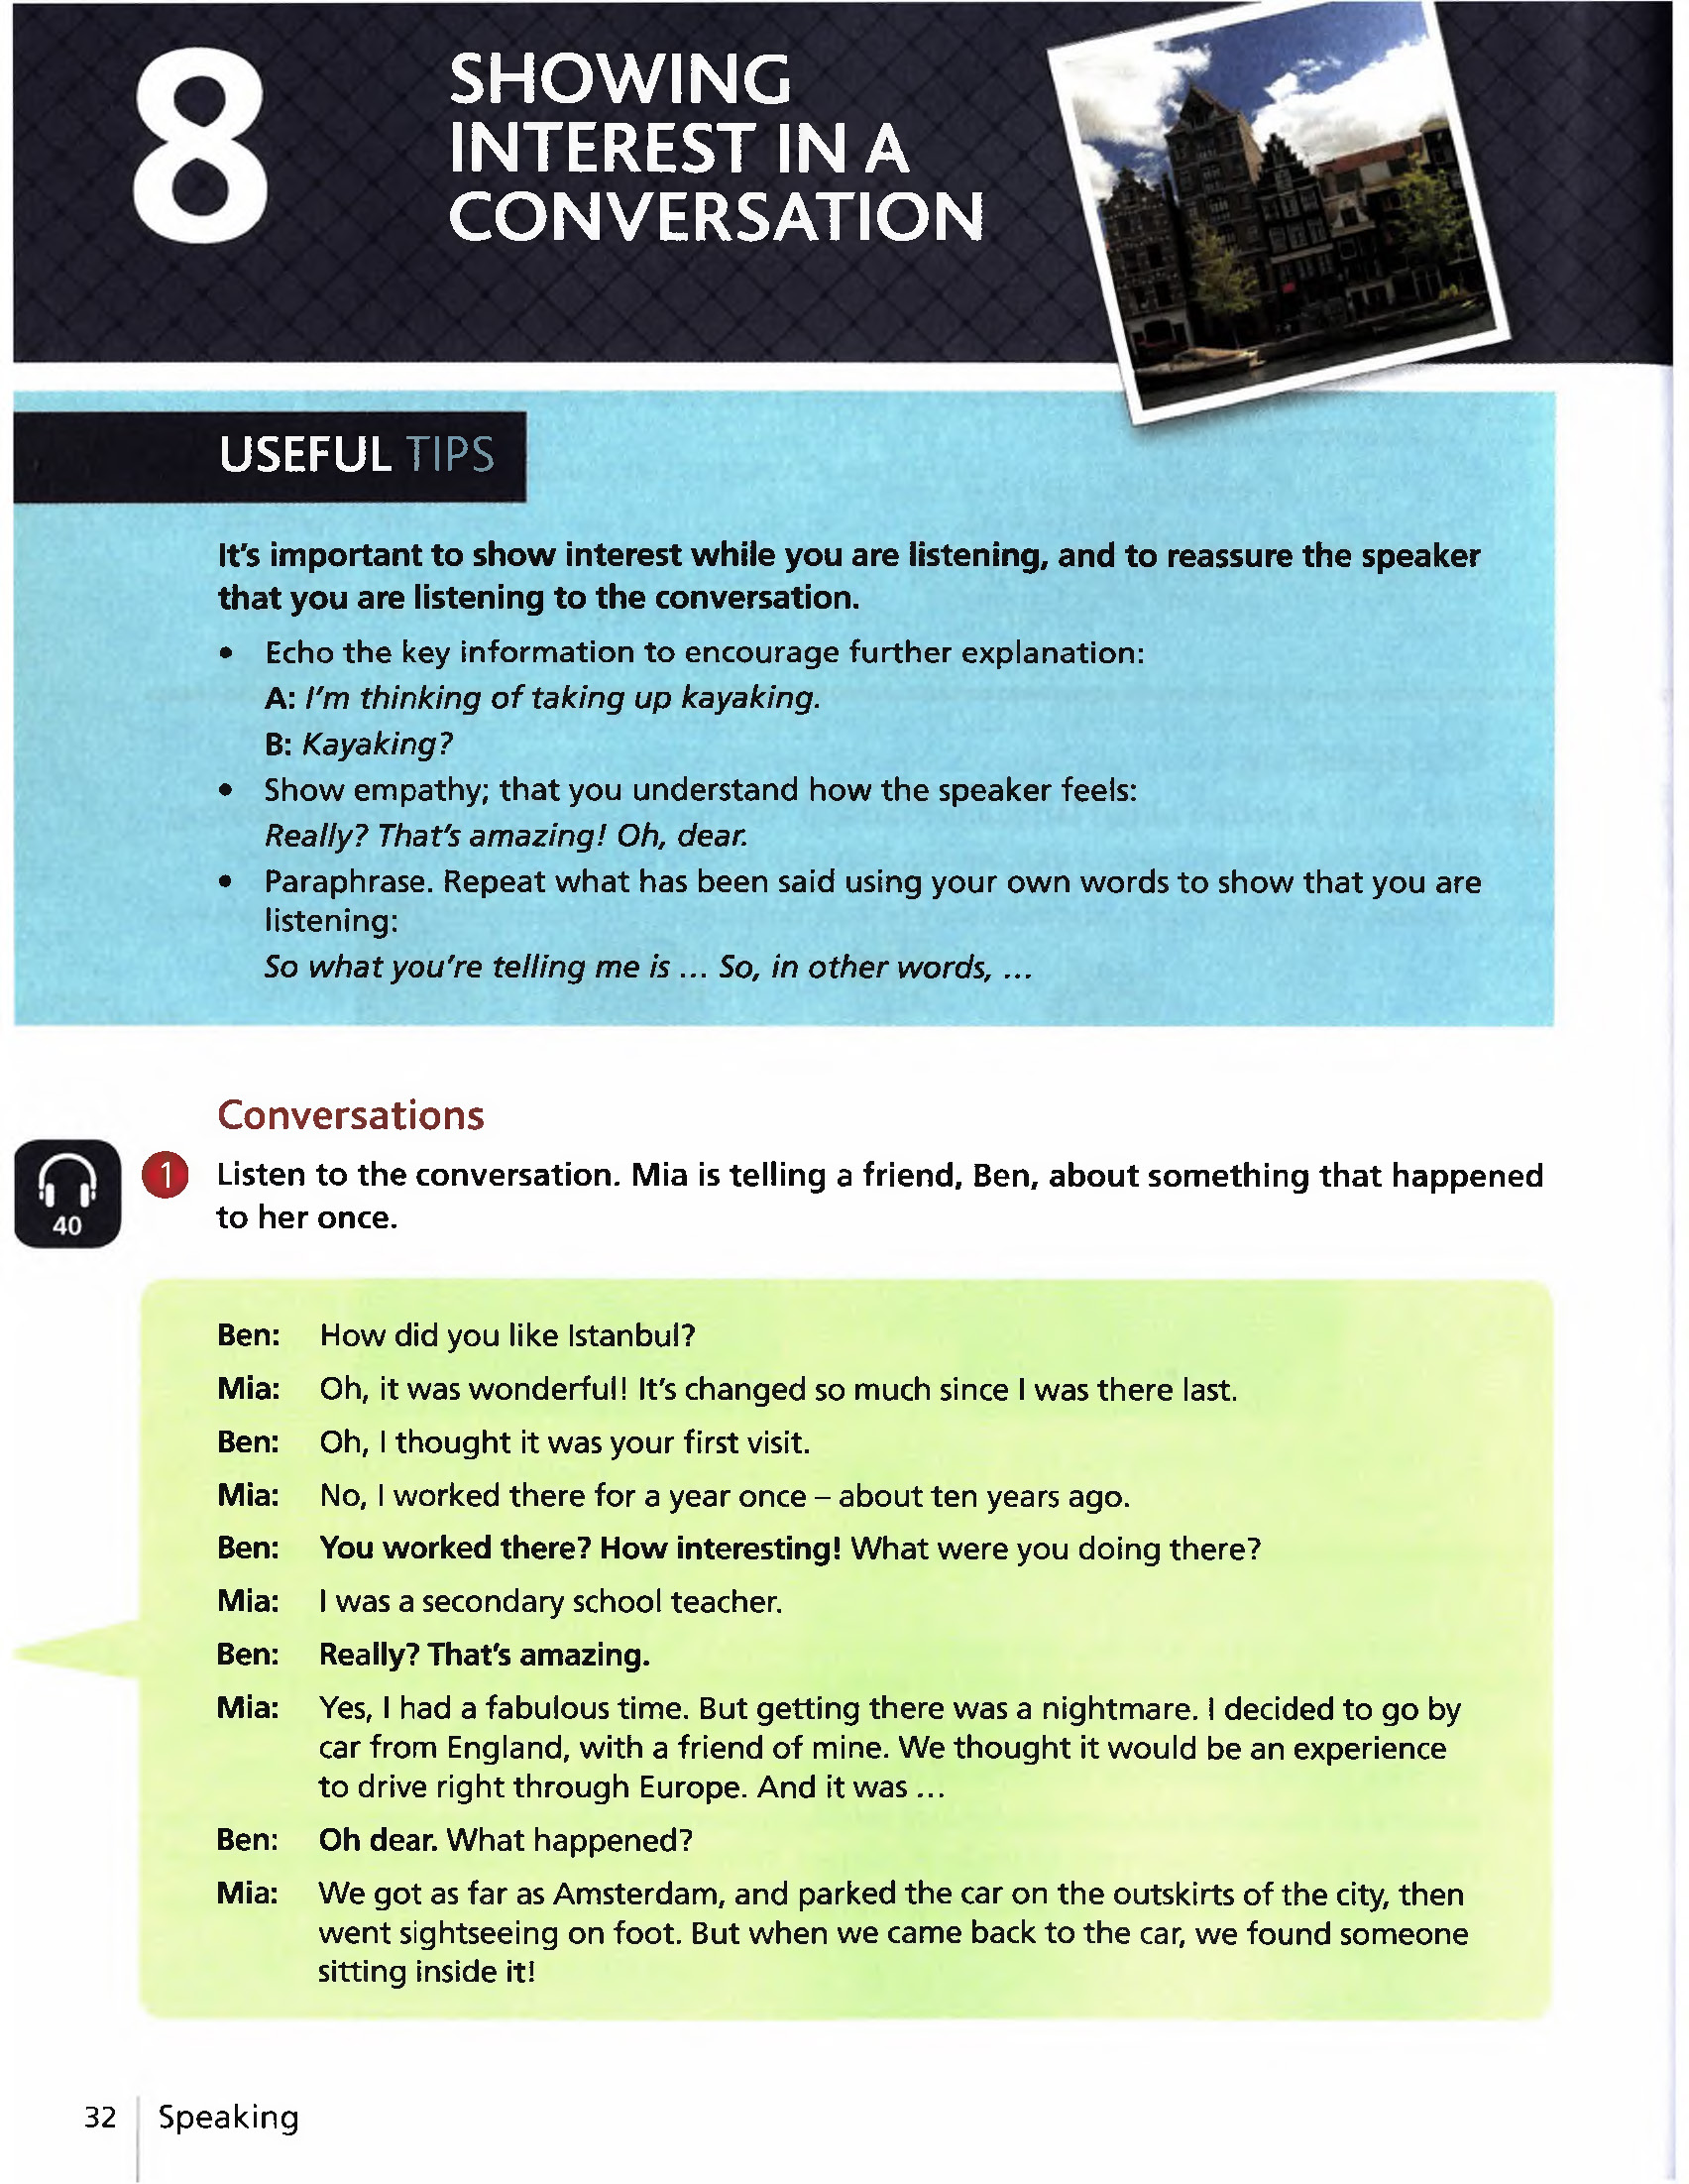 8
SHOWING
INTEREST IN A
CONVERSATION
USEFUL TIPS
It's important to show interest while you are listening, and to reassure the speaker
that you are listening to the conversation.
• Echo the key information to encourage further explanation:
A: I'm thinking of taking up kayaking.
B: Kayaking?
• Show empathy; that you understand how the speaker feels:
Really? That's amazing! Oh, dear.
• Paraphrase. Repeat what has been said using your own words to show that you are
listening:
So what you're telling me is ... So, in other words, ...
Conversations
40
1 Listen to the conversation. Mia is telling a friend, Ben, about something that happened
to her once.
Ben: How did you like Istanbul?
Mia: Oh, it was wonderful! It's changed so much since I was there last.
Ben: Oh, I thought it was your first visit.
Mia: No, I worked there for a year once – about ten years ago.
Ben: You worked there? How interesting! What were you doing there?
Mia: I was a secondary school teacher.
Ben: Really? That's amazing.
Mia: Yes, I had a fabulous time. But getting there was a nightmare. I decided to go by
car from England, with a friend of mine. We thought it would be an experience
to drive right through Europe. And it was ...
Ben: Oh dear. What happened?
Mia: We got as far as Amsterdam, and parked the car on the outskirts of the city, then
went sightseeing on foot. But when we came back to the car, we found someone
sitting inside it!
32 Speaking